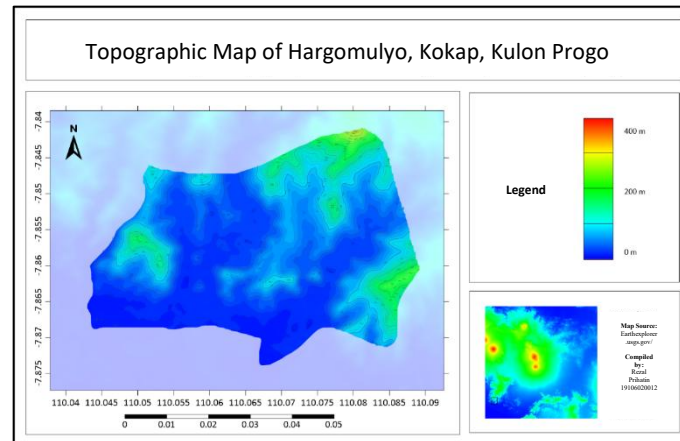 Topographic Map of Hargomulyo, Kokap, Kulon Progo
N
-7.84
-7.845
-7.85
-7.855
-7.86
-7.865
-7.87
-7.875
110.04 110.045 110.05 110.055 110.06 110.065 110.07 110.075 110.08 110.085 110.09
0 0.01 0.02 0.03 0.04 0.05
Legend
400 m
200 m
0 m
Map Source:
Earthexplorer
.usgs.gov/
Compiled
by:
Rezal
Prihatin
19106020012